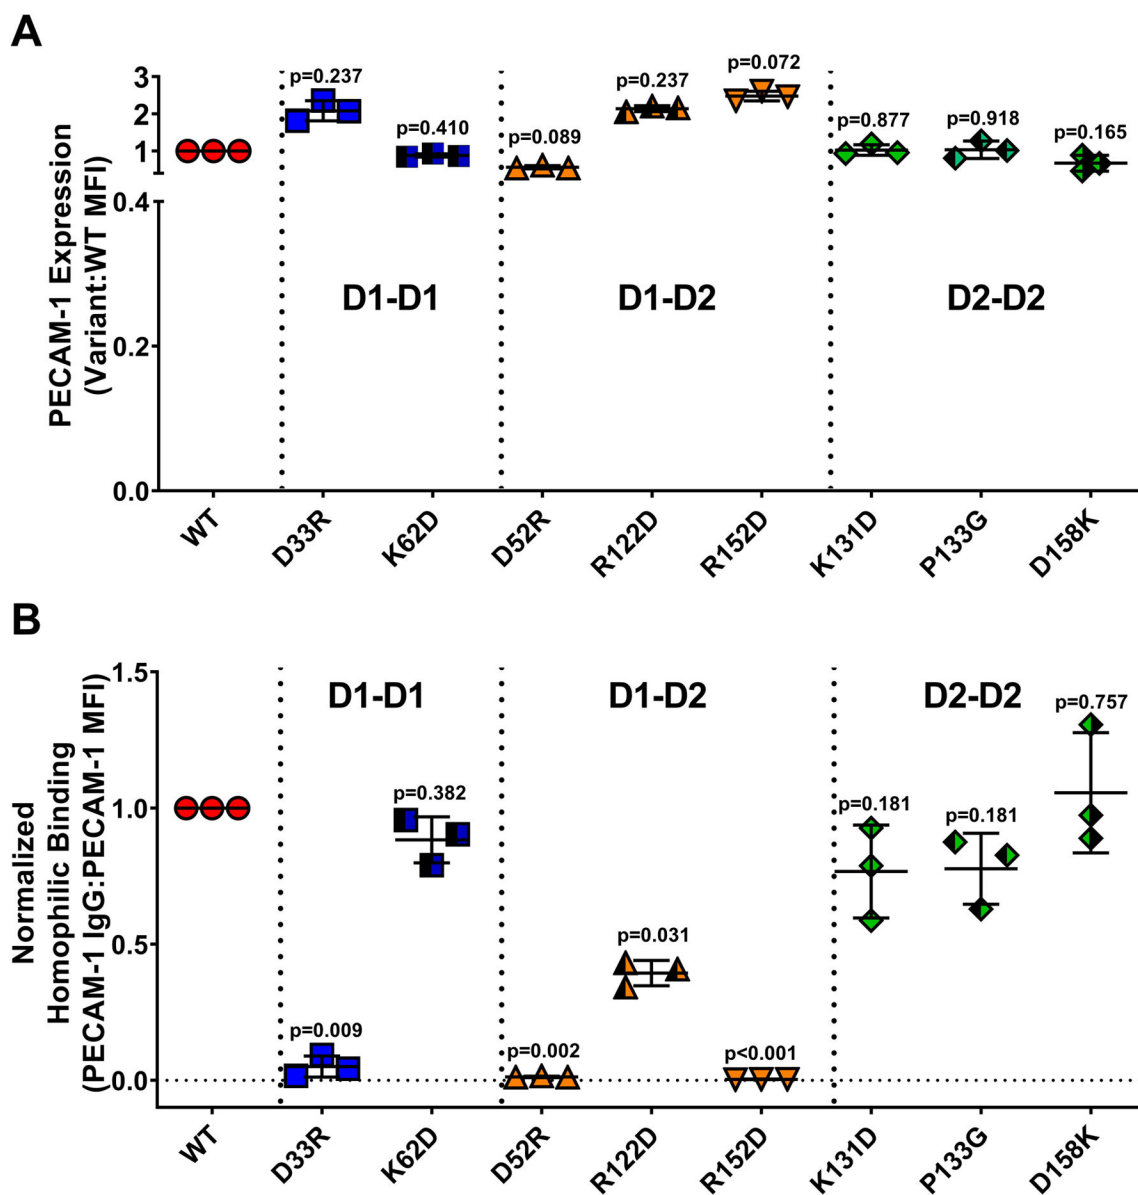 A
PECAM-1 Expression
(Variant:WT MFI)
3
2
1
0.4
0.2
0.0
p=0.237
p=0.410
p=0.089
p=0.237
p=0.072
p=0.877
p=0.918
p=0.165
D1-D1
D1-D2
D2-D2
WT
D33R
K62D
D52R
R122D
R152D
K131D
P133G
D158K
B
Normalized
Homophilic Binding
(PECAM-1 IgG:PECAM-1 MFI)
1.5
1.0
0.5
0.0
D1-D1
D1-D2
D2-D2
p=0.009
p=0.382
p=0.002
p=0.031
p<0.001
p=0.181
p=0.181
p=0.757
WT
D33R
K62D
D52R
R122D
R152D
K131D
P133G
D158K